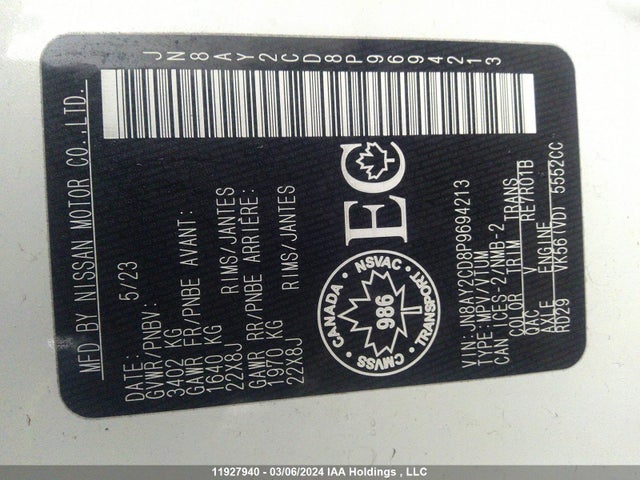 JN8AY2CD8P9694213
MFD BY NISSAN MOTOR CO.,LTD.
DATE: 5/23
GVWR/PNBV:
3402 KG
GAWR FR/PNBE AVANT:
1640 KG RIMS/JANTES
22X8J
GAWR RR/PNBE ARRIÈRE:
1970 KG RIMS/JANTES
22X8J
EC
CANADA
NSVAC
986
CMVSS · TRANSPORT
VIN: JN8AY2CD8P9694213
TYPE: MPV/VTUM
CAN ICES-2/NMB-2
COLOR TRIM TRANS
QAC V RE7R01B
AXLE ENGINE
RD29 VK56(VD) 5552CC
11927940 - 03/06/2024 IAA Holdings , LLC